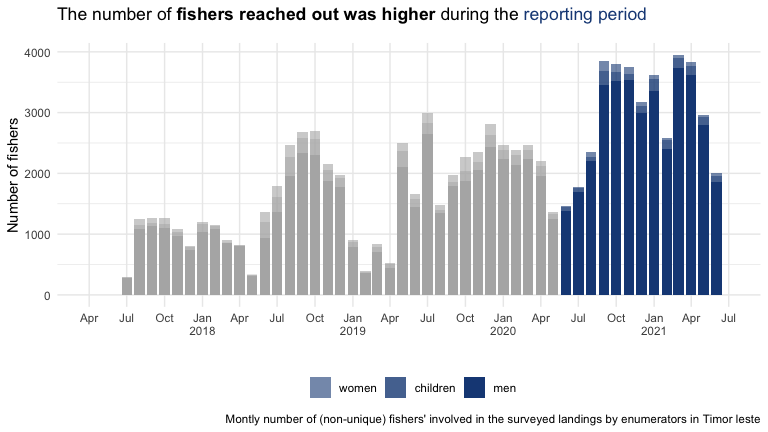 The number of fishers reached out was higher during the reporting period
Number of fishers
4000
3000
2000
1000
0
Apr Jul Oct Jan Apr Jul Oct Jan Apr Jul Oct Jan Apr Jul Oct Jan Apr Jul
2018 2019 2020 2021
women children men
Montly number of (non-unique) fishers' involved in the surveyed landings by enumerators in Timor leste